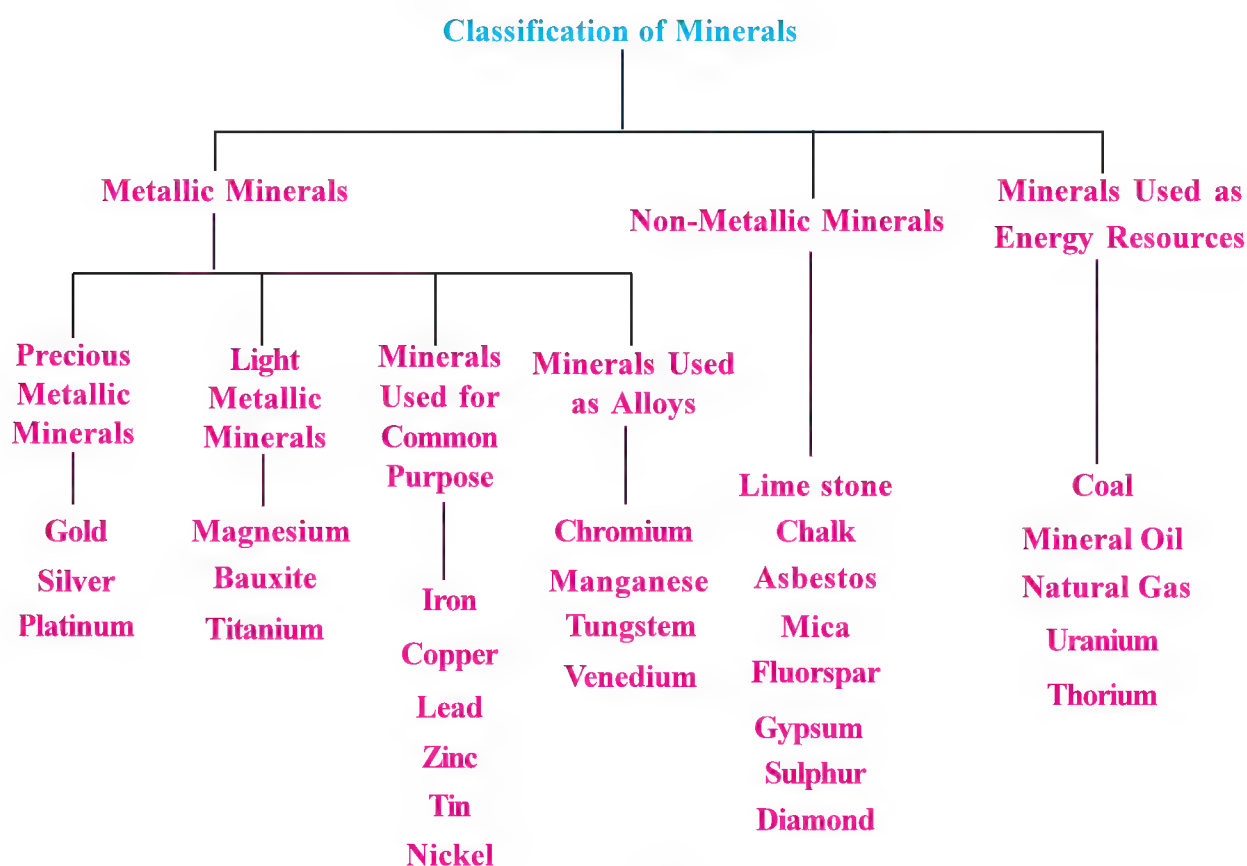 Classification of Minerals
Metallic Minerals
Non-Metallic Minerals
Minerals Used as
Energy Resources
Precious
Metallic
Minerals
Light
Metallic
Minerals
Minerals
Used for
Common
Purpose
Minerals Used
as Alloys
Gold
Silver
Platinum
Magnesium
Bauxite
Titanium
Iron
Copper
Lead
Zinc
Tin
Nickel
Chromium
Manganese
Tungstem
Venedium
Lime stone
Chalk
Asbestos
Mica
Fluorspar
Gypsum
Sulphur
Diamond
Coal
Mineral Oil
Natural Gas
Uranium
Thorium